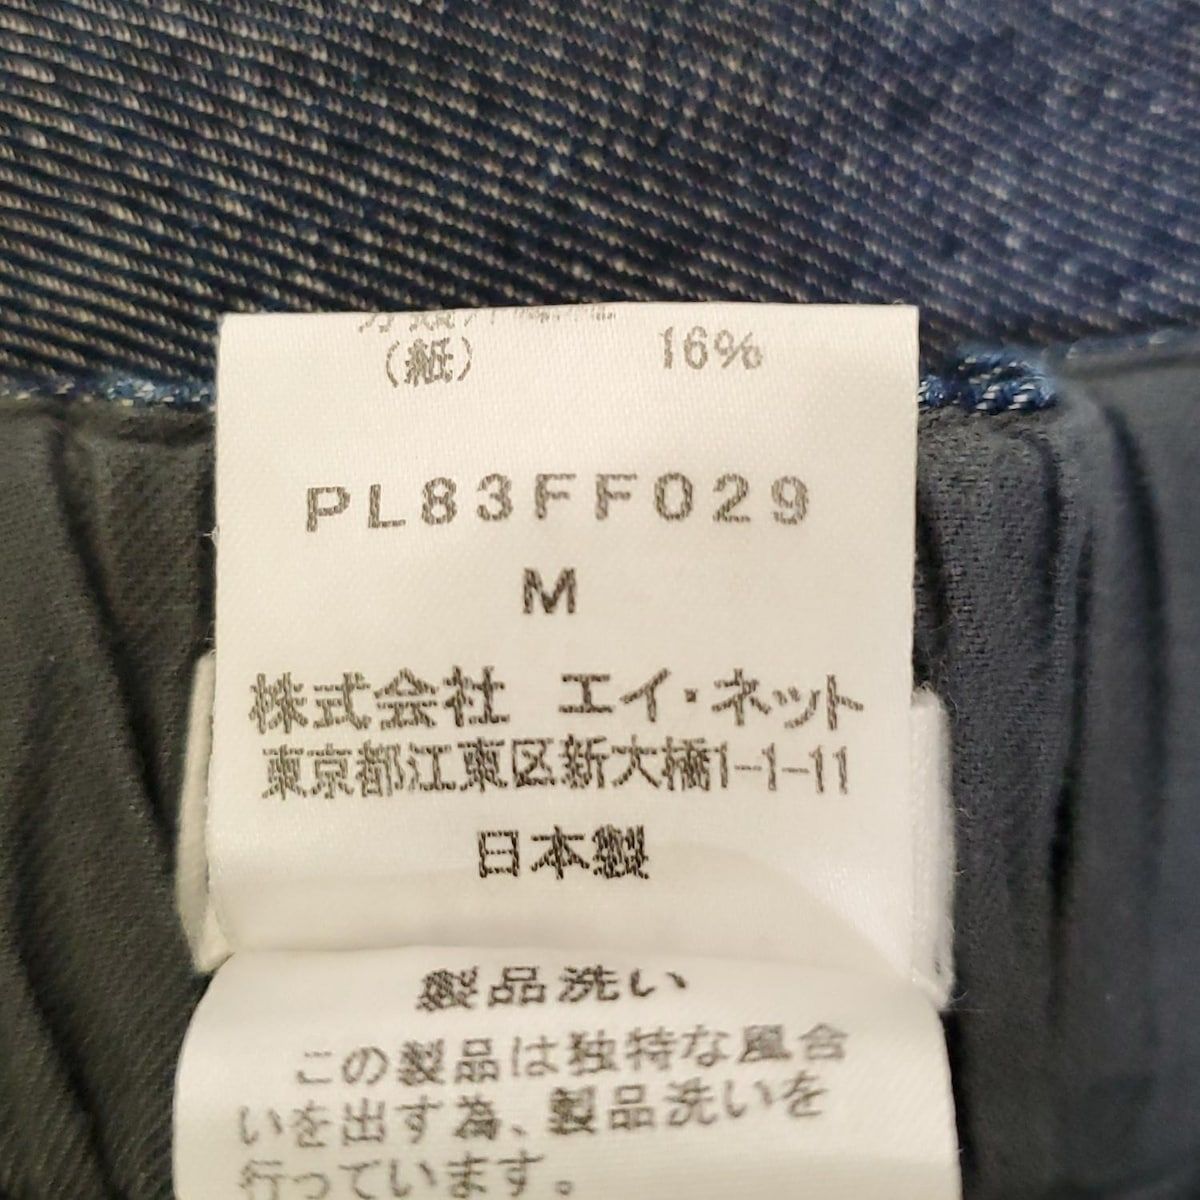 （紙） 16%
PL83FF029
M
株式会社 エイ・ネット
東京都江東区新大橋1-1-11
日本製
製品洗い
この製品は独特な風合
いを出す為、製品洗いを
行っています。